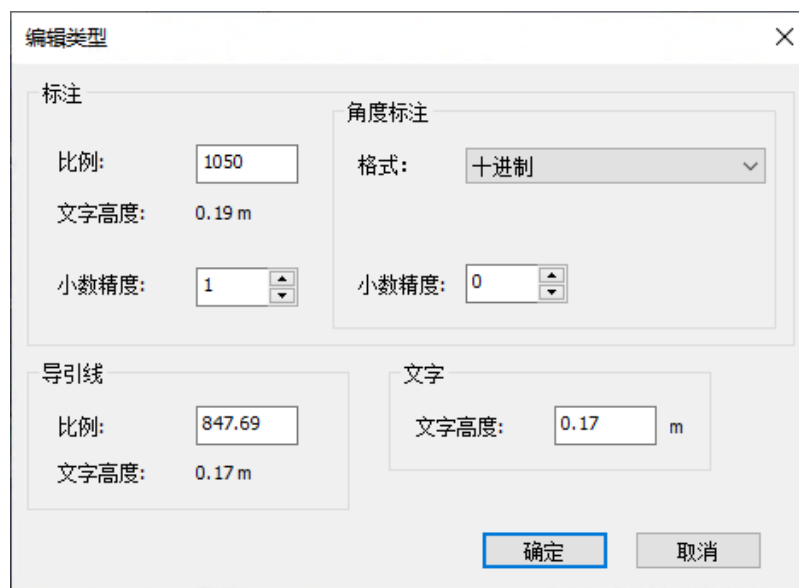 编辑类型
标注
比例: 1050
文字高度: 0.19 m
小数精度: 1
角度标注
格式: 十进制
小数精度: 0
导引线
比例: 847.69
文字高度: 0.17 m
文字
文字高度: 0.17 m
确定 取消